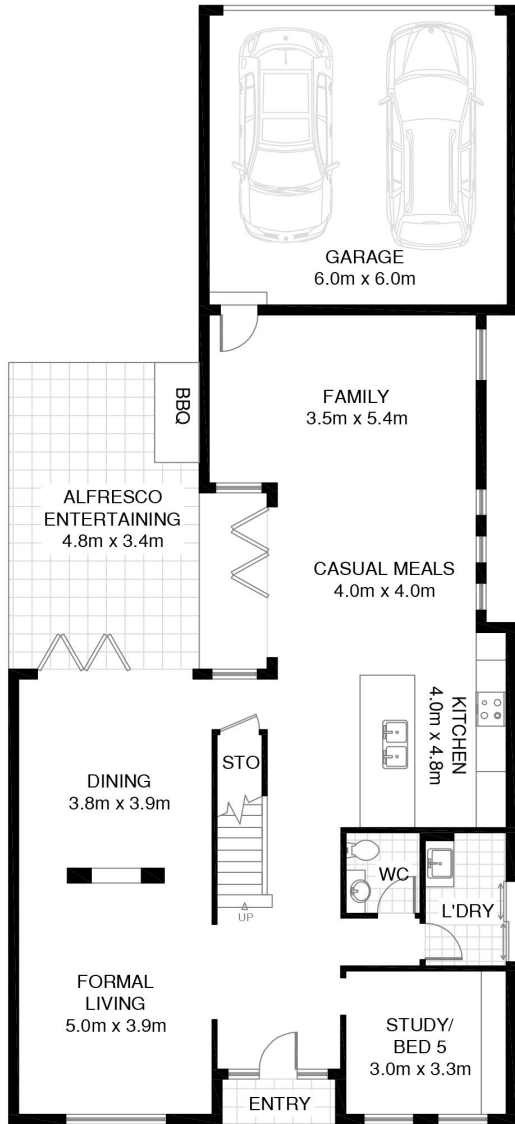 GARAGE
6.0m x 6.0m
FAMILY
3.5m x 5.4m
BBQ
ALFRESCO
ENTERTAINING
4.8m x 3.4m
CASUAL MEALS
4.0m x 4.0m
KITCHEN
4.0m x 4.8m
STO
DINING
3.8m x 3.9m
UP
WC
L'DRY
FORMAL
LIVING
5.0m x 3.9m
STUDY/
BED 5
3.0m x 3.3m
ENTRY